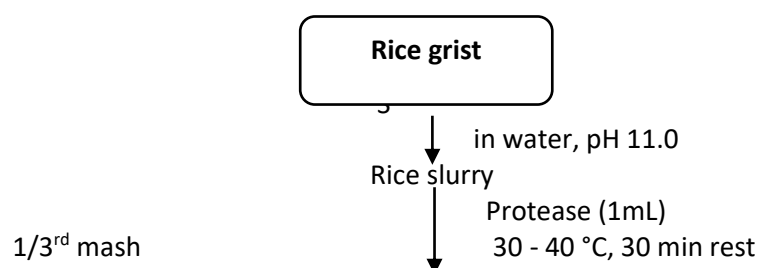 Rice grist
in water, pH 11.0
Rice slurry
Protease (1mL)
1/3rd mash 30 - 40 °C, 30 min rest